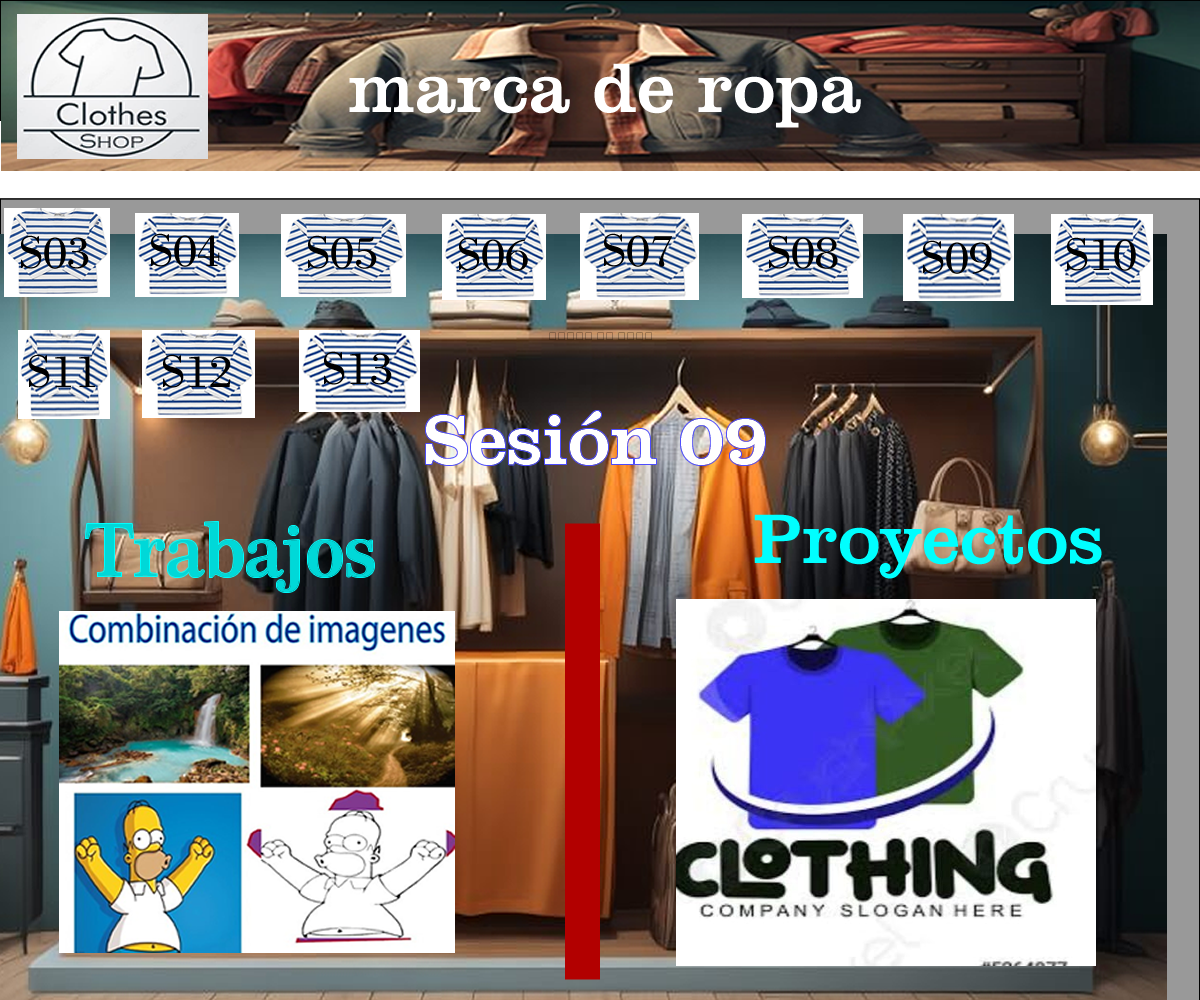 Clothes
SHOP
marca de ropa
S03
S04
S05
S06
S07
S08
S09
S10
S11
S12
S13
Sesión 09
Trabajos
Proyectos
Combinación de imagenes
CLOTHING
COMPANY SLOGAN HERE